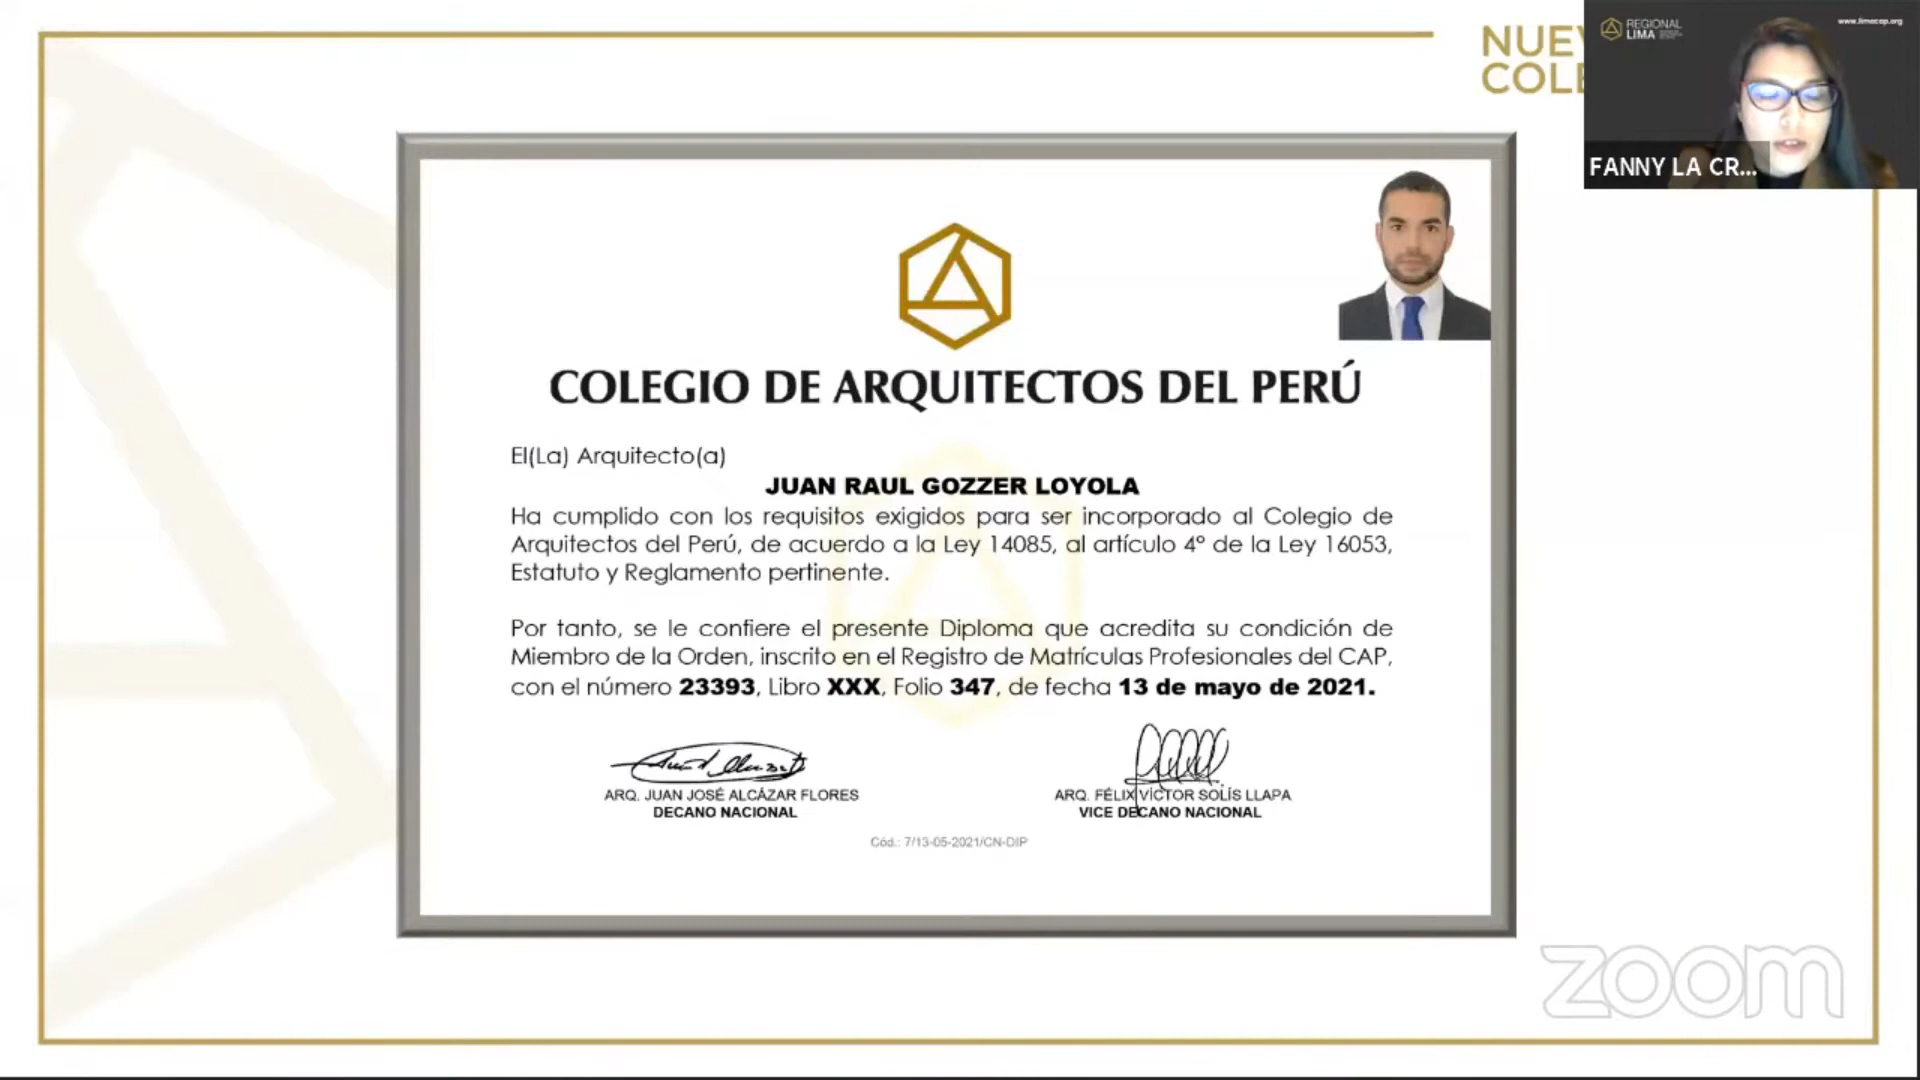 NUEV
COLE
REGIONAL
LIMA
www.limacap.org
FANNY LA CR...
COLEGIO DE ARQUITECTOS DEL PERÚ
El(La) Arquitecto(a)
JUAN RAUL GOZZER LOYOLA
Ha cumplido con los requisitos exigidos para ser incorporado al Colegio de
Arquitectos del Perú, de acuerdo a la Ley 14085, al artículo 4° de la Ley 16053,
Estatuto y Reglamento pertinente.
Por tanto, se le confiere el presente Diploma que acredita su condición de
Miembro de la Orden, inscrito en el Registro de Matrículas Profesionales del CAP,
con el número 23393, Libro XXX, Folio 347, de fecha 13 de mayo de 2021.
ARQ. JUAN JOSÉ ALCÁZAR FLORES
DECANO NACIONAL
ARQ. FÉLIX VÍCTOR SOLÍS LLAPA
VICE DECANO NACIONAL
Cód.: 7/13-05-2021/CN-DIP
zoom